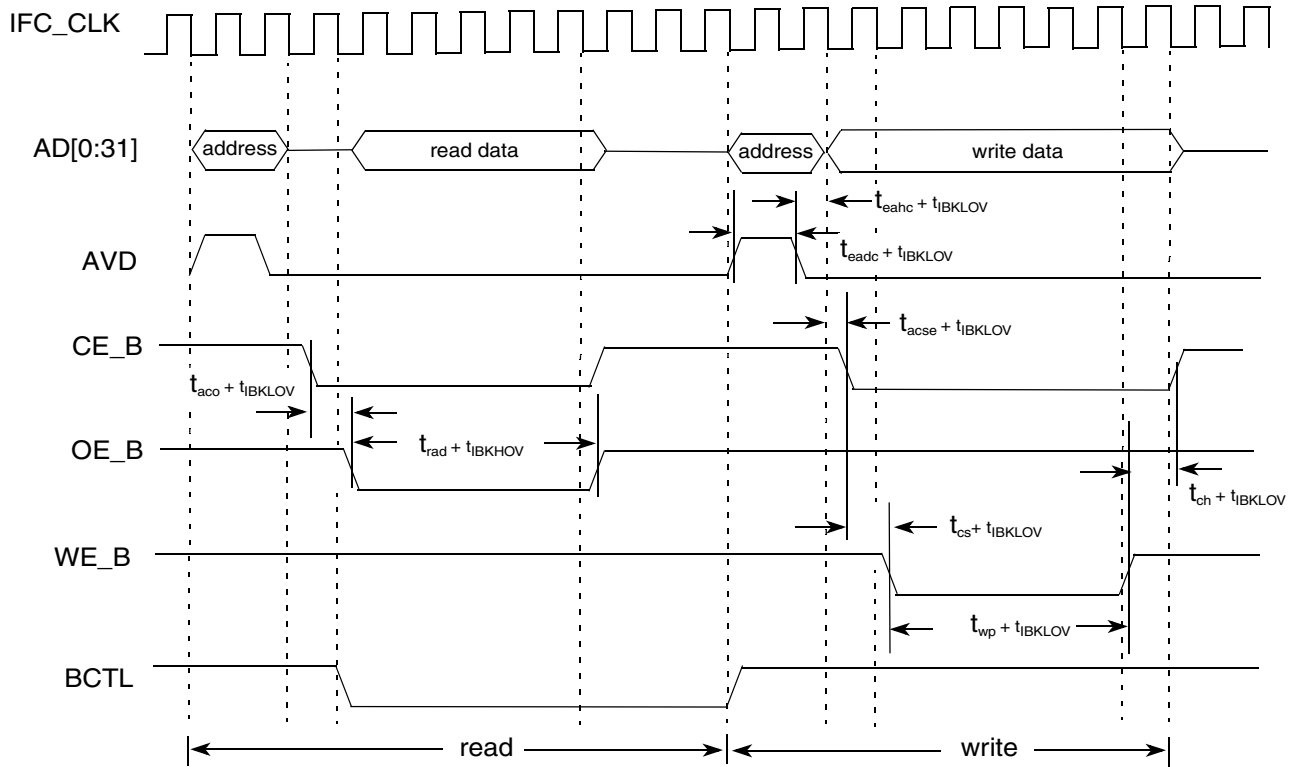 IFC_CLK
AD[0:31]
address
read data
address
write data
teahc + tIBKLOV
AVD
teadc + tIBKLOV
CE_B
tacse + tIBKLOV
taco + tIBKLOV
OE_B
trad + tIBKHOV
tch + tIBKLOV
WE_B
tcs+ tIBKLOV
twp + tIBKLOV
BCTL
read
write